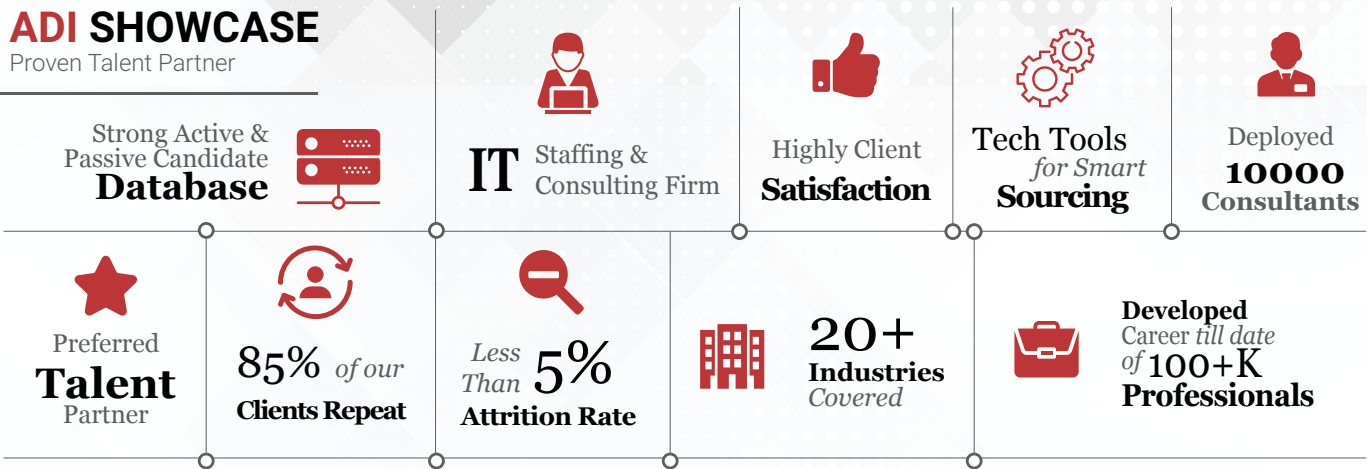 ADI SHOWCASE
Proven Talent Partner
Strong Active &
Passive Candidate
Database
IT Staffing &
Consulting Firm
Highly Client
Satisfaction
Tech Tools
for Smart
Sourcing
Deployed
10000
Consultants
Preferred
Talent
Partner
85% of our
Clients Repeat
Less
Than 5%
Attrition Rate
20+
Industries
Covered
Developed
Career till date
of 100+K
Professionals